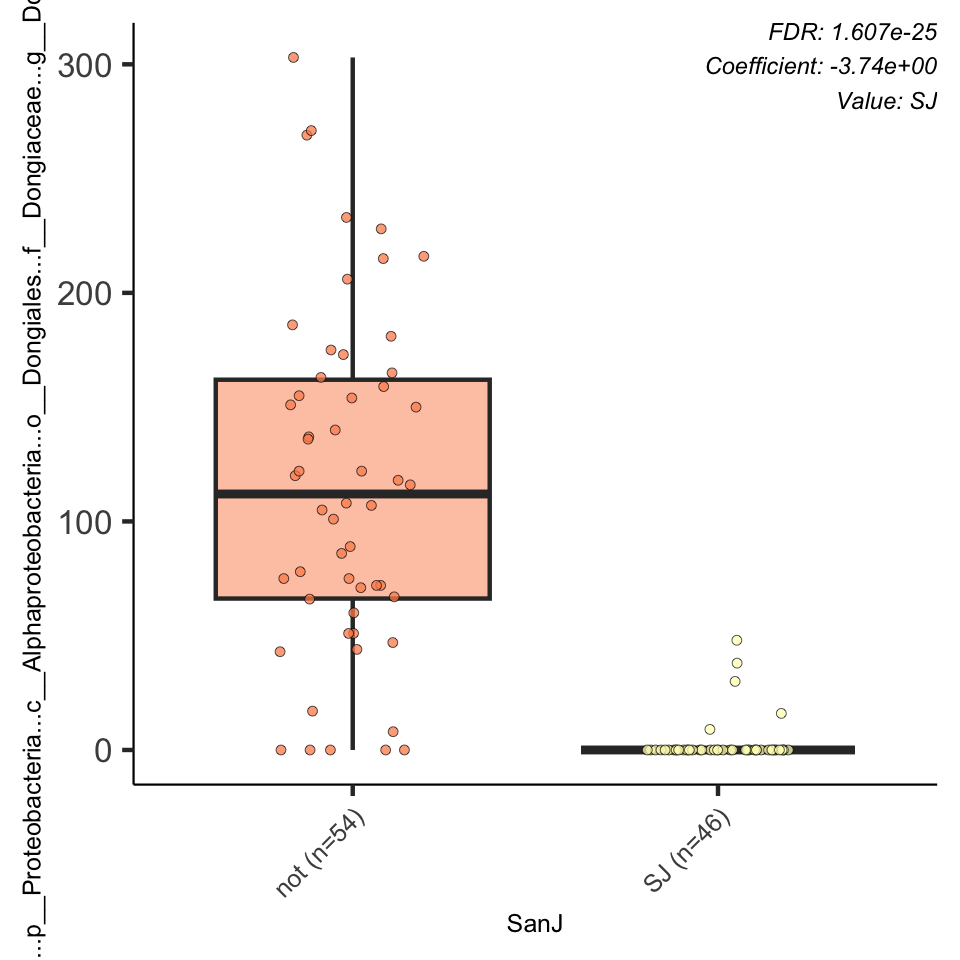 FDR: 1.607e-25
Coefficient: -3.74e+00
Value: SJ
...p__Proteobacteria...c__Alphaproteobacteria...o__Dongiales...f__Dongiaceae...g__Do
300
200
100
0
not (n=54)
SJ (n=46)
SanJ